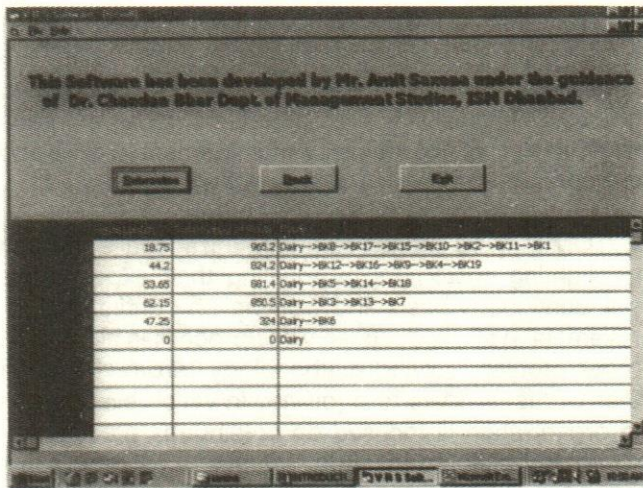 This Software has been developed by Mr. Amit Saxena under the guidance
of Dr. Chandan Bhar Dept. of Management Studies, ISM Dhanbad.
Back Exit
18.75 965.2 Dairy-->BK8-->BK17-->BK15-->BK10-->BK2-->BK11-->BK1
44.2 824.2 Dairy-->BK12-->BK16-->BK9-->BK4-->BK19
53.65 881.4 Dairy-->BK5-->BK14-->BK18
62.15 850.5 Dairy-->BK3-->BK13-->BK7
47.25 324 Dairy-->BK6
0 0 Dairy
INTRODUCTI... V R S Sol...